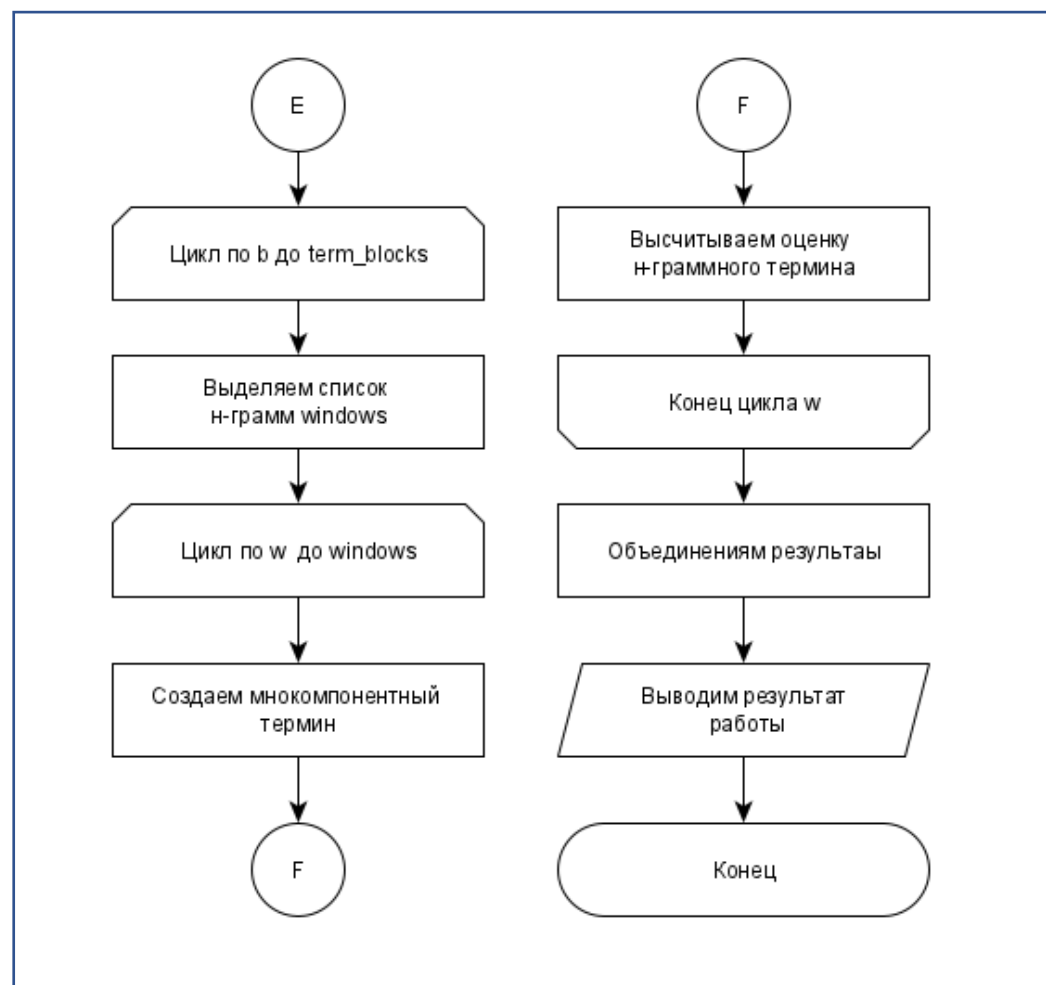 E
Цикл по b до term_blocks
Выделяем список
н-грамм windows
Цикл по w до windows
Создаем мнокомпонентный
термин
F
F
Высчитываем оценку
н-граммного термина
Конец цикла w
Объединениям результаы
Выводим результат
работы
Конец